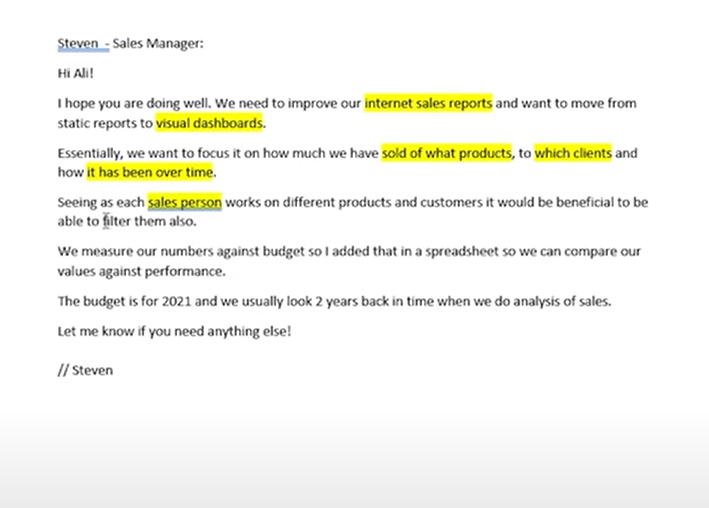 Steven  - Sales Manager:
Hi Ali!
I hope you are doing well. We need to improve our internet sales reports and want to move from
static reports to visual dashboards.
Essentially, we want to focus it on how much we have sold of what products, to which clients and
how it has been over time.
Seeing as each sales person works on different products and customers it would be beneficial to be
able to filter them also.
We measure our numbers against budget so I added that in a spreadsheet so we can compare our
values against performance.
The budget is for 2021 and we usually look 2 years back in time when we do analysis of sales.
Let me know if you need anything else!
// Steven